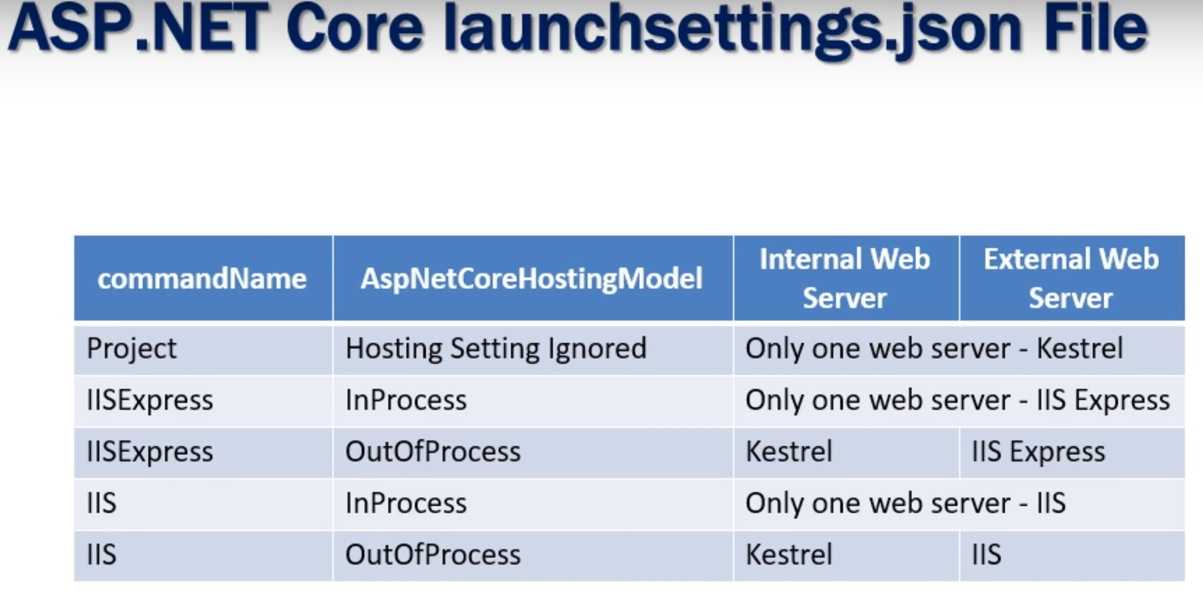 ASP.NET Core launchsettings.json File
commandName AspNetCoreHostingModel Internal Web Server External Web Server
Project Hosting Setting Ignored Only one web server - Kestrel
IISExpress InProcess Only one web server - IIS Express
IISExpress OutOfProcess Kestrel IIS Express
IIS InProcess Only one web server - IIS
IIS OutOfProcess Kestrel IIS